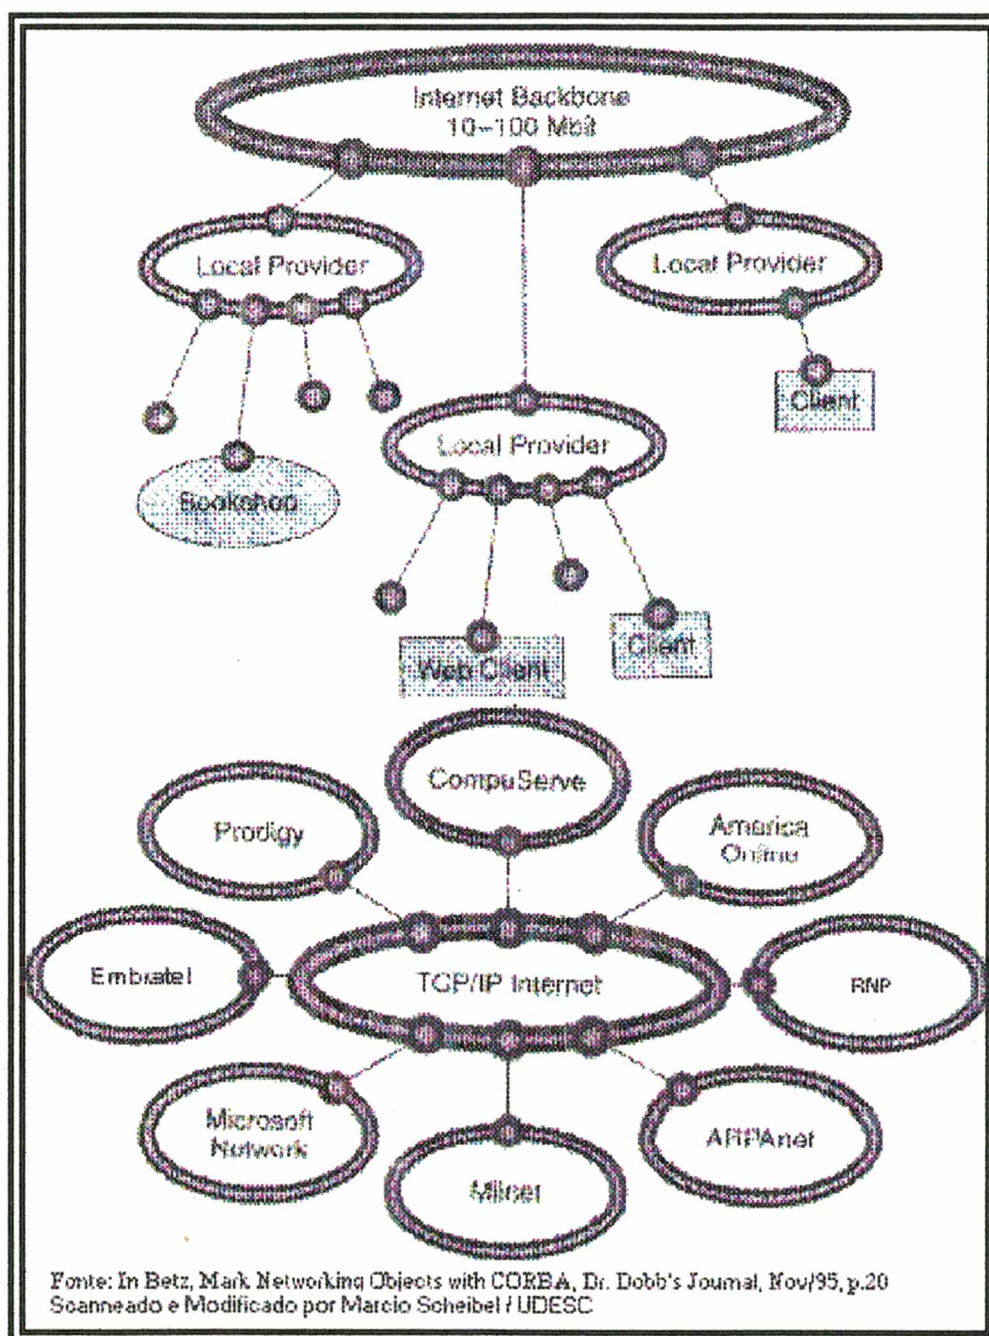 Internet Backbone
10-100 Mbit
Local Provider
Local Provider
Client
Local Provider
Bookshop
Web Client
Client
CompuServe
Prodigy
America
Online
Embratel
TCP/IP Internet
RNP
Microsoft
Network
ARPAnet
Milnet
Fonte: In Betz, Mark Networking Objects with CORBA, Dr. Dobb's Journal, Nov/95, p.20
Scanneado e Modificado por Marcio Scheibel / UDESC